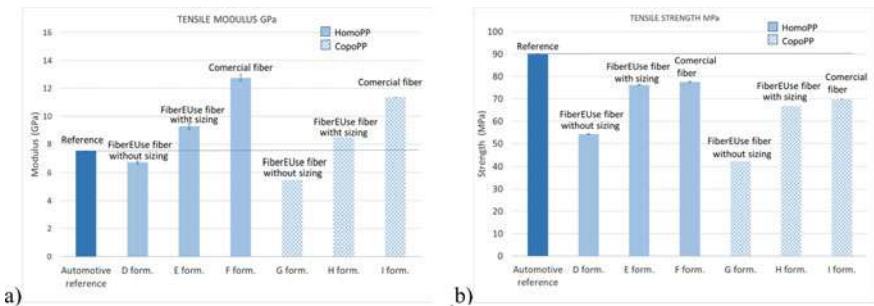 TENSILE MODULUS GPa
HomoPP
CopoPP
Modulus (GPa)
16
14
12
10
8
6
4
2
0
Reference
FiberEUse fiber
without sizing
FiberEUse fiber
witht sizing
Comercial fiber
FiberEUse fiber
without sizing
FiberEUse fiber
witht sizing
Comercial fiber
Automotive
reference
D form.
E form.
F form.
G form.
H form.
I form.
a)
TENSILE STRENGTH MPa
HomoPP
CopoPP
Strength (MPa)
100
90
80
70
60
50
40
30
20
10
0
Reference
FiberEUse fiber
without sizing
FiberEUse fiber
with sizing
Comercial
fiber
FiberEUse fiber
without sizing
FiberEUse fiber
with sizing
Comercial
fiber
Automotive
reference
D form.
E form.
F form.
G form.
H form.
I form.
b)